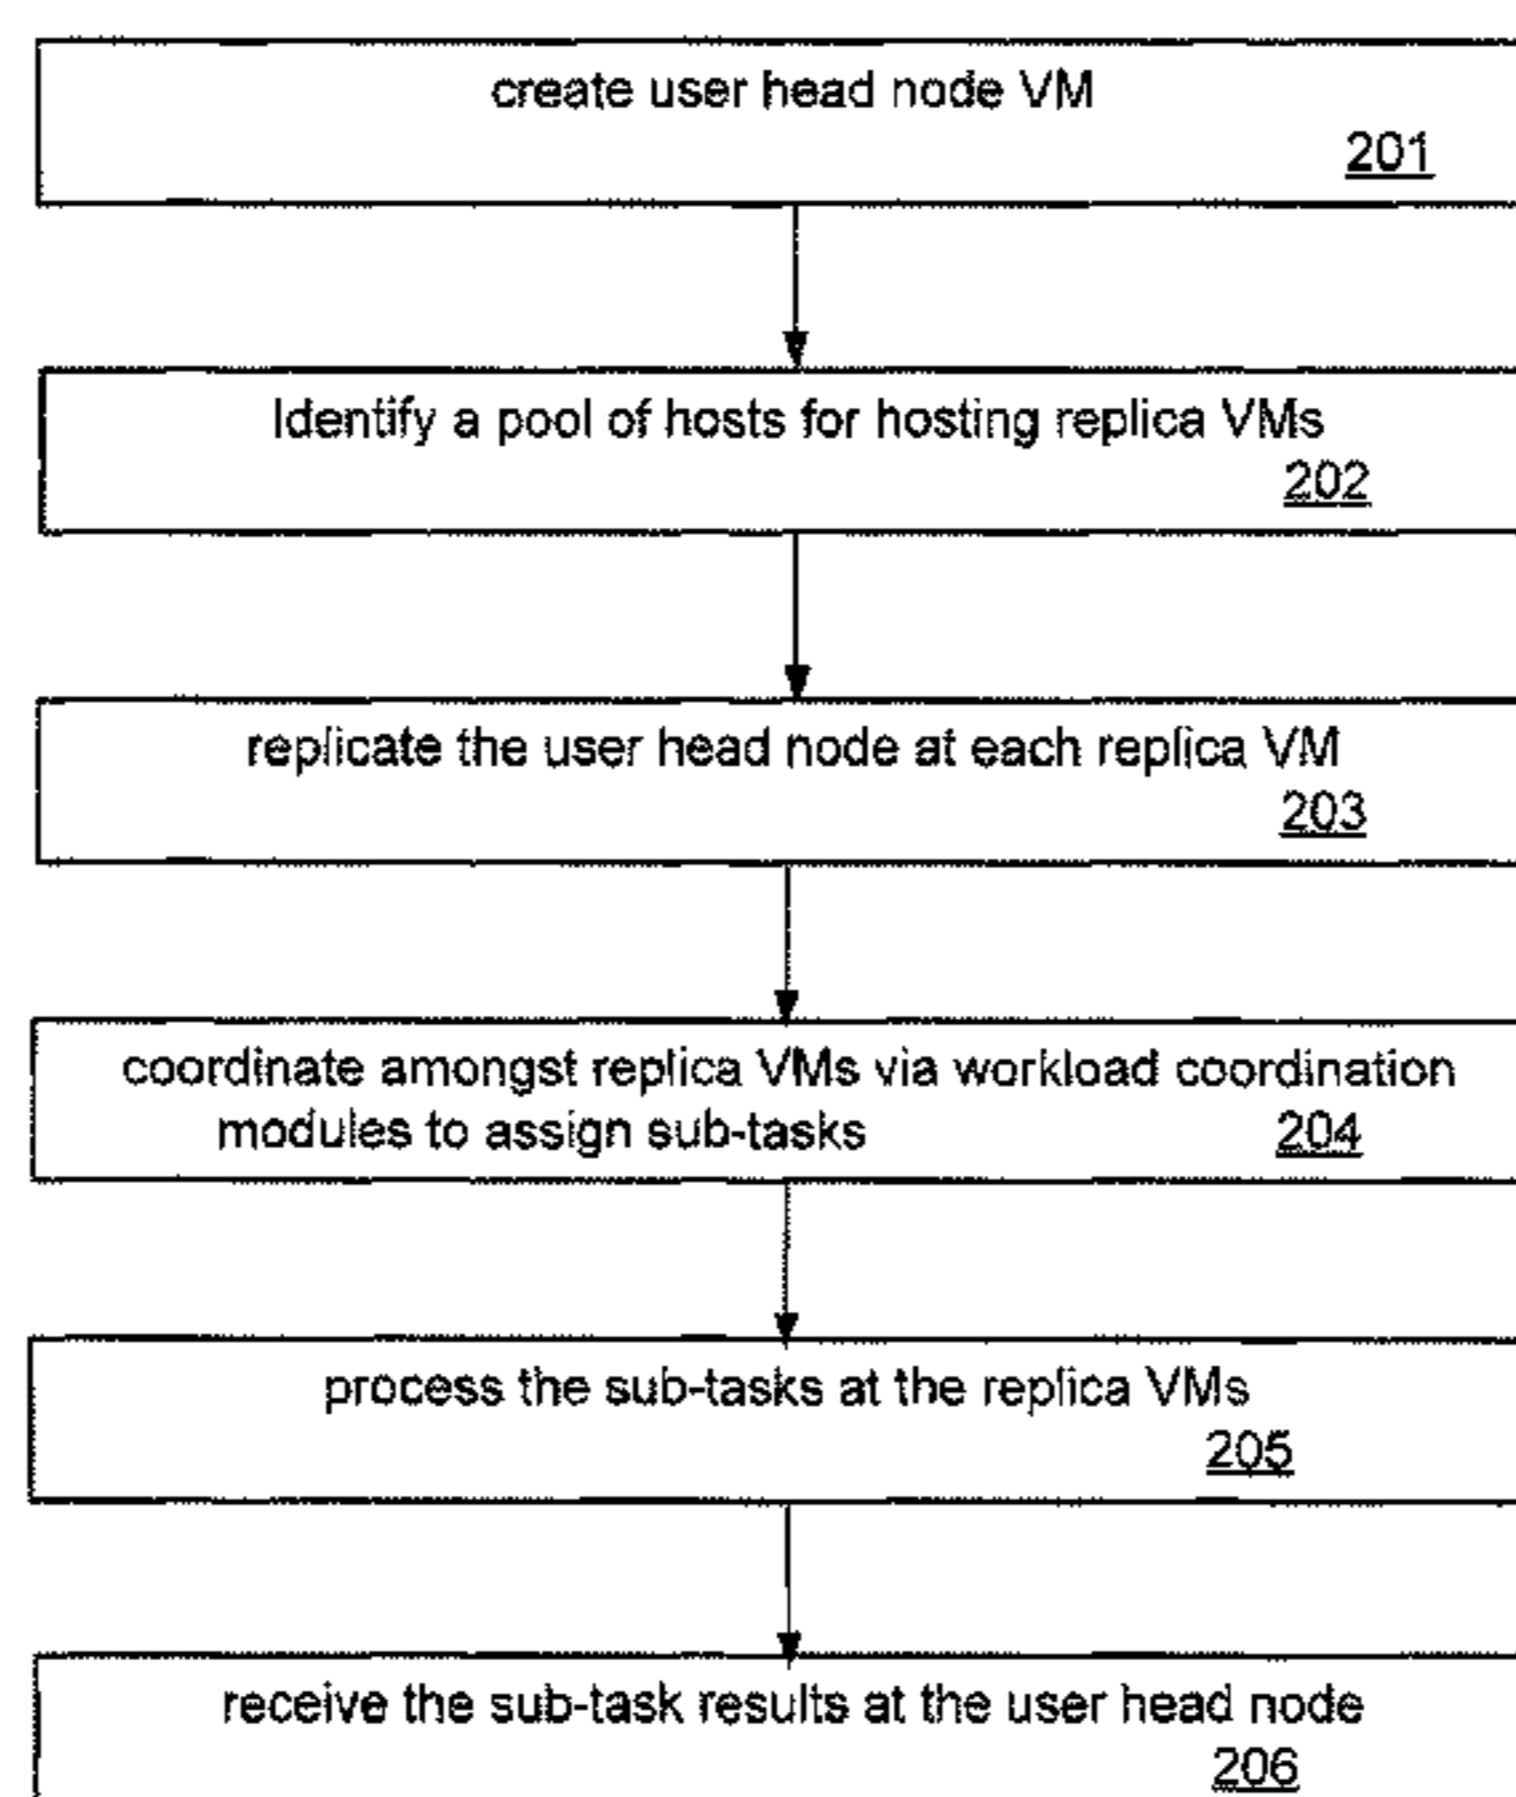 create user head node VM
201
Identify a pool of hosts for hosting replica VMs
202
replicate the user head node at each replica VM
203
coordinate amongst replica VMs via workload coordination
modules to assign sub-tasks 204
process the sub-tasks at the replica VMs
205
receive the sub-task results at the user head node
206